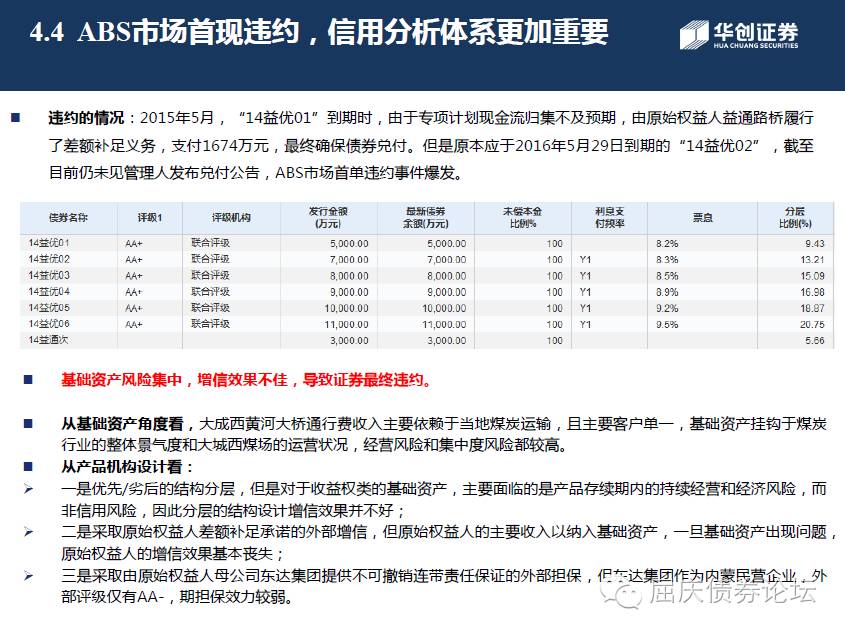 4.4 ABS市场首现违约，信用分析体系更加重要
华创证券
HUA CHUANG SECURITIES
违约的情况：2015年5月，“14益优01”到期时，由于专项计划现金流归集不及预期，由原始权益人益通路桥履行
了差额补足义务，支付1674万元，最终确保债券兑付。但是原本应于2016年5月29日到期的“14益优02”，截至
目前仍未见管理人发布兑付公告，ABS市场首单违约事件爆发。
债券名称 评级1 评级机构 发行金额(万元) 最新债券余额(万元) 未偿本金比例% 利息支付频率 票息 分层比例(%)
14益优01 AA+ 联合评级 5,000.00 5,000.00 100 8.2% 9.43
14益优02 AA+ 联合评级 7,000.00 7,000.00 100 Y1 8.3% 13.21
14益优03 AA+ 联合评级 8,000.00 8,000.00 100 Y1 8.5% 15.09
14益优04 AA+ 联合评级 9,000.00 9,000.00 100 Y1 8.9% 16.98
14益优05 AA+ 联合评级 10,000.00 10,000.00 100 Y1 9.2% 18.87
14益优06 AA+ 联合评级 11,000.00 11,000.00 100 Y1 9.5% 20.75
14益通次 3,000.00 3,000.00 100 5.66
基础资产风险集中，增信效果不佳，导致证券最终违约。
从基础资产角度看，大成西黄河大桥通行费收入主要依赖于当地煤炭运输，且主要客户单一，基础资产挂钩于煤炭
行业的整体景气度和大城西煤场的运营状况，经营风险和集中度风险都较高。
从产品机构设计看：
一是优先/劣后的结构分层，但是对于收益权类的基础资产，主要面临的是产品存续期内的持续经营和经济风险，而
非信用风险，因此分层的结构设计增信效果并不好；
二是采取原始权益人差额补足承诺的外部增信，但原始权益人的主要收入以纳入基础资产，一旦基础资产出现问题，
原始权益人的增信效果基本丧失；
三是采取由原始权益人母公司东达集团提供不可撤销连带责任保证的外部担保，但东达集团作为内蒙民营企业，外
部评级仅有AA-，期担保效力较弱。
屈庆债券论坛